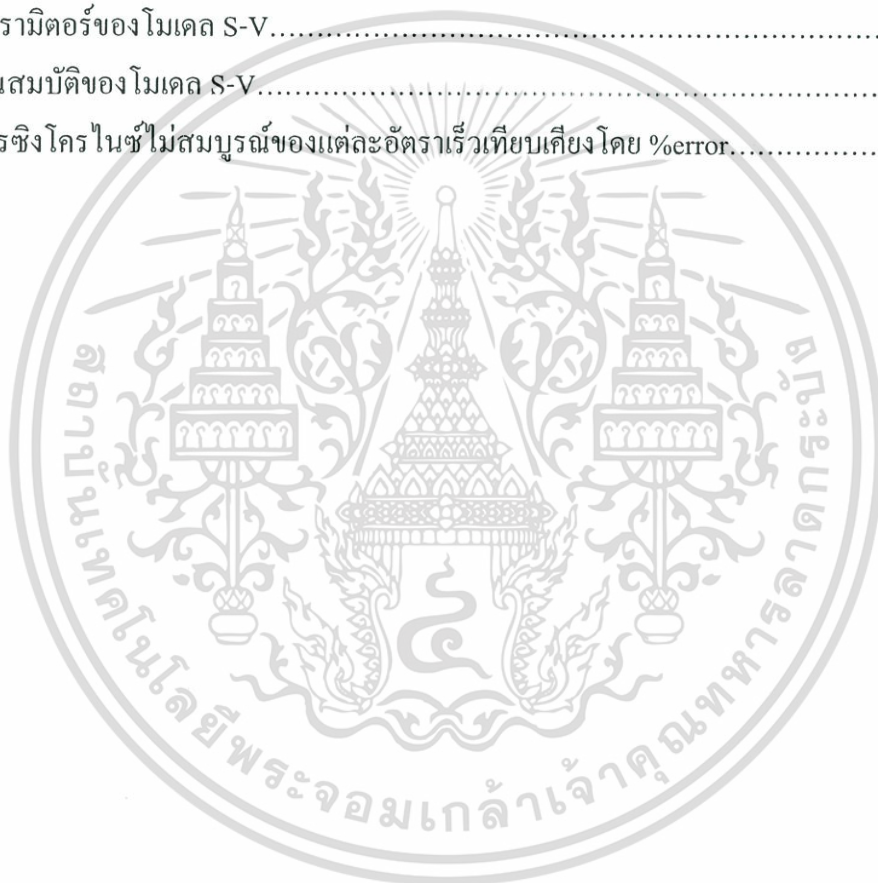 รามิตอร์ของโมเดล S-V
นสมบัติของโมเดล S-V
รซิงโครไนซ์ไม่สมบูรณ์ของแต่ละอัตราเร็วเทียบเคียงโดย %error
สถาบันเทคโนโลยีพระจอมเกล้าเจ้าคุณทหารลาดกระบัง